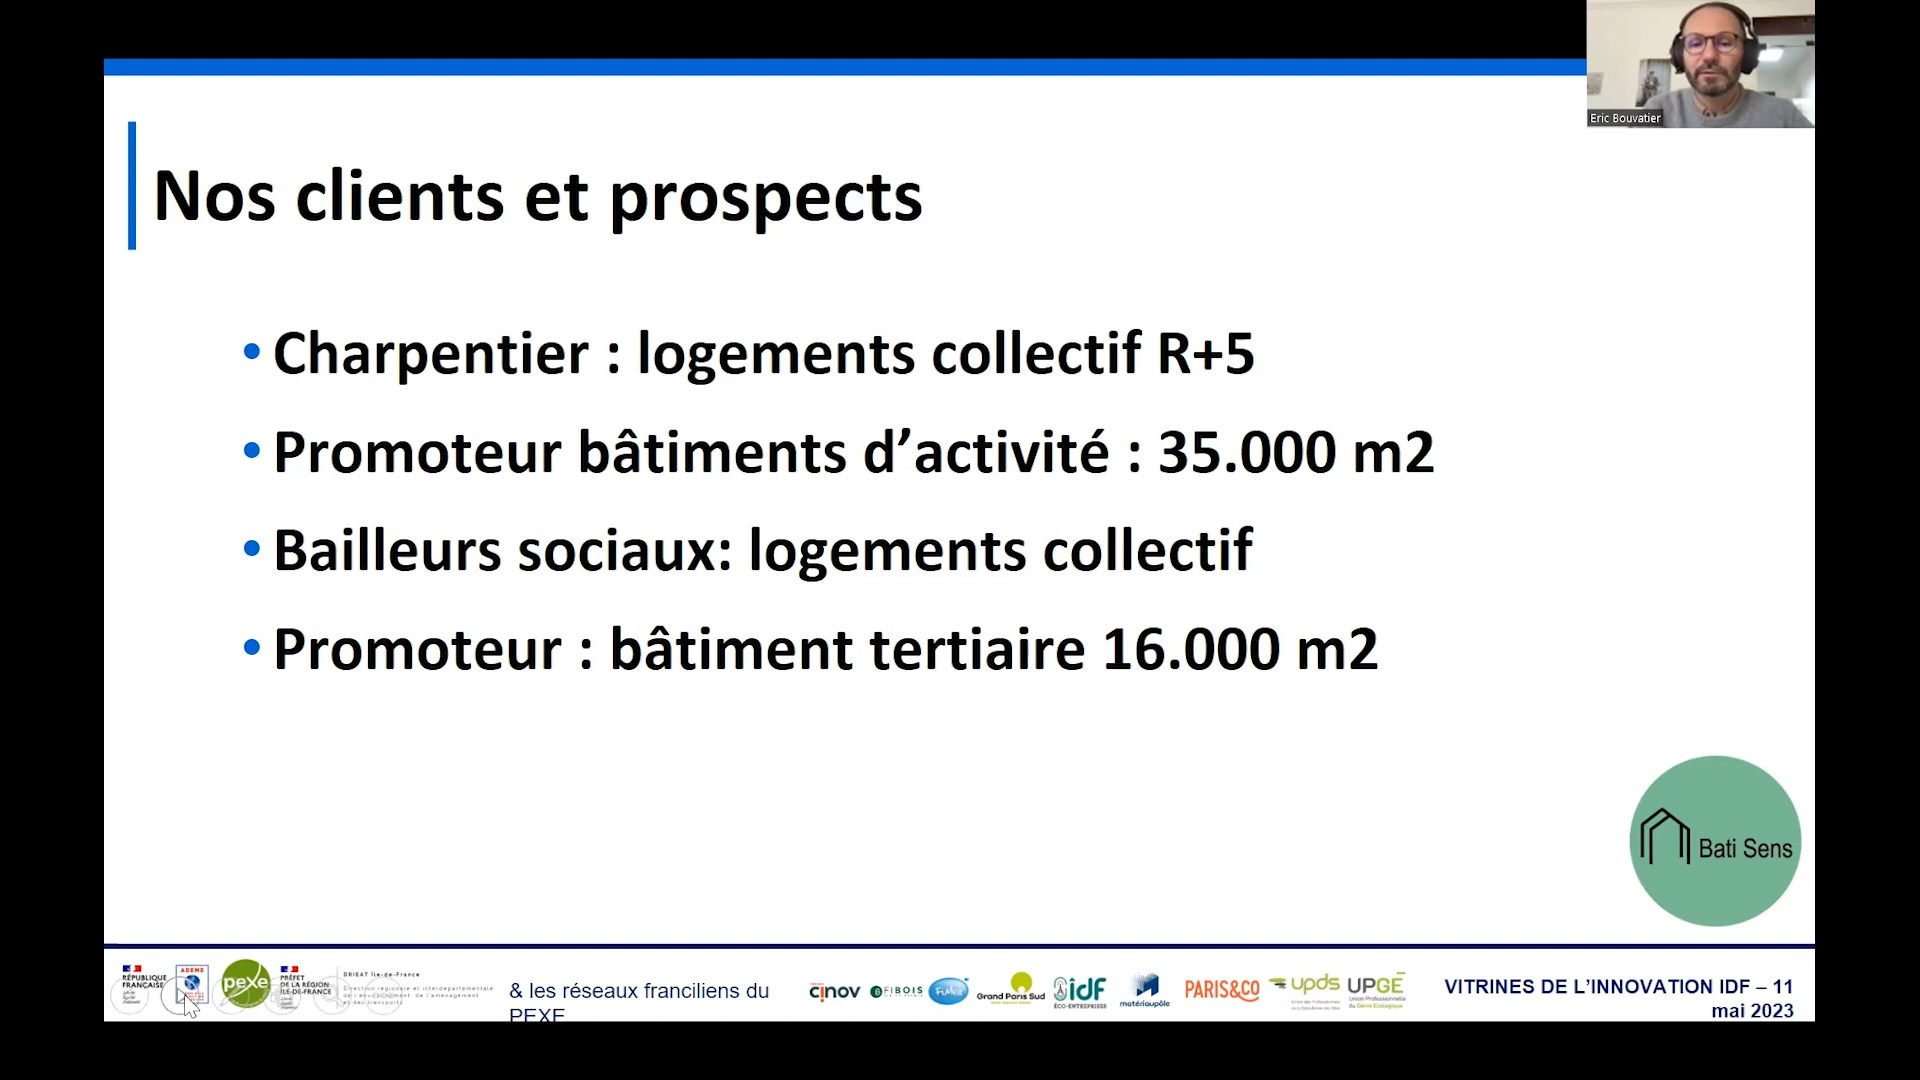 Eric Bouvatier
Nos clients et prospects
• Charpentier : logements collectif R+5
• Promoteur bâtiments d’activité : 35.000 m2
• Bailleurs sociaux: logements collectif
• Promoteur : bâtiment tertiaire 16.000 m2
Bati Sens
RÉPUBLIQUE
FRANÇAISE
ADEME
pexe
PRÉFET
DE LA RÉGION
ÎLE-DE-FRANCE
DRIEAT Île-de-France
Direction régionale et interdépartementale
de l'environnement, de l'aménagement
et des transports
& les réseaux franciliens du
PEXE
cinov
FIBOIS
Grand Paris Sud
idf
ÉCO-ENTREPRISES
matériaupôle
PARIS&CO
upds
UPGE
Union Professionnelle
du Génie Écologique
VITRINES DE L’INNOVATION IDF – 11
mai 2023